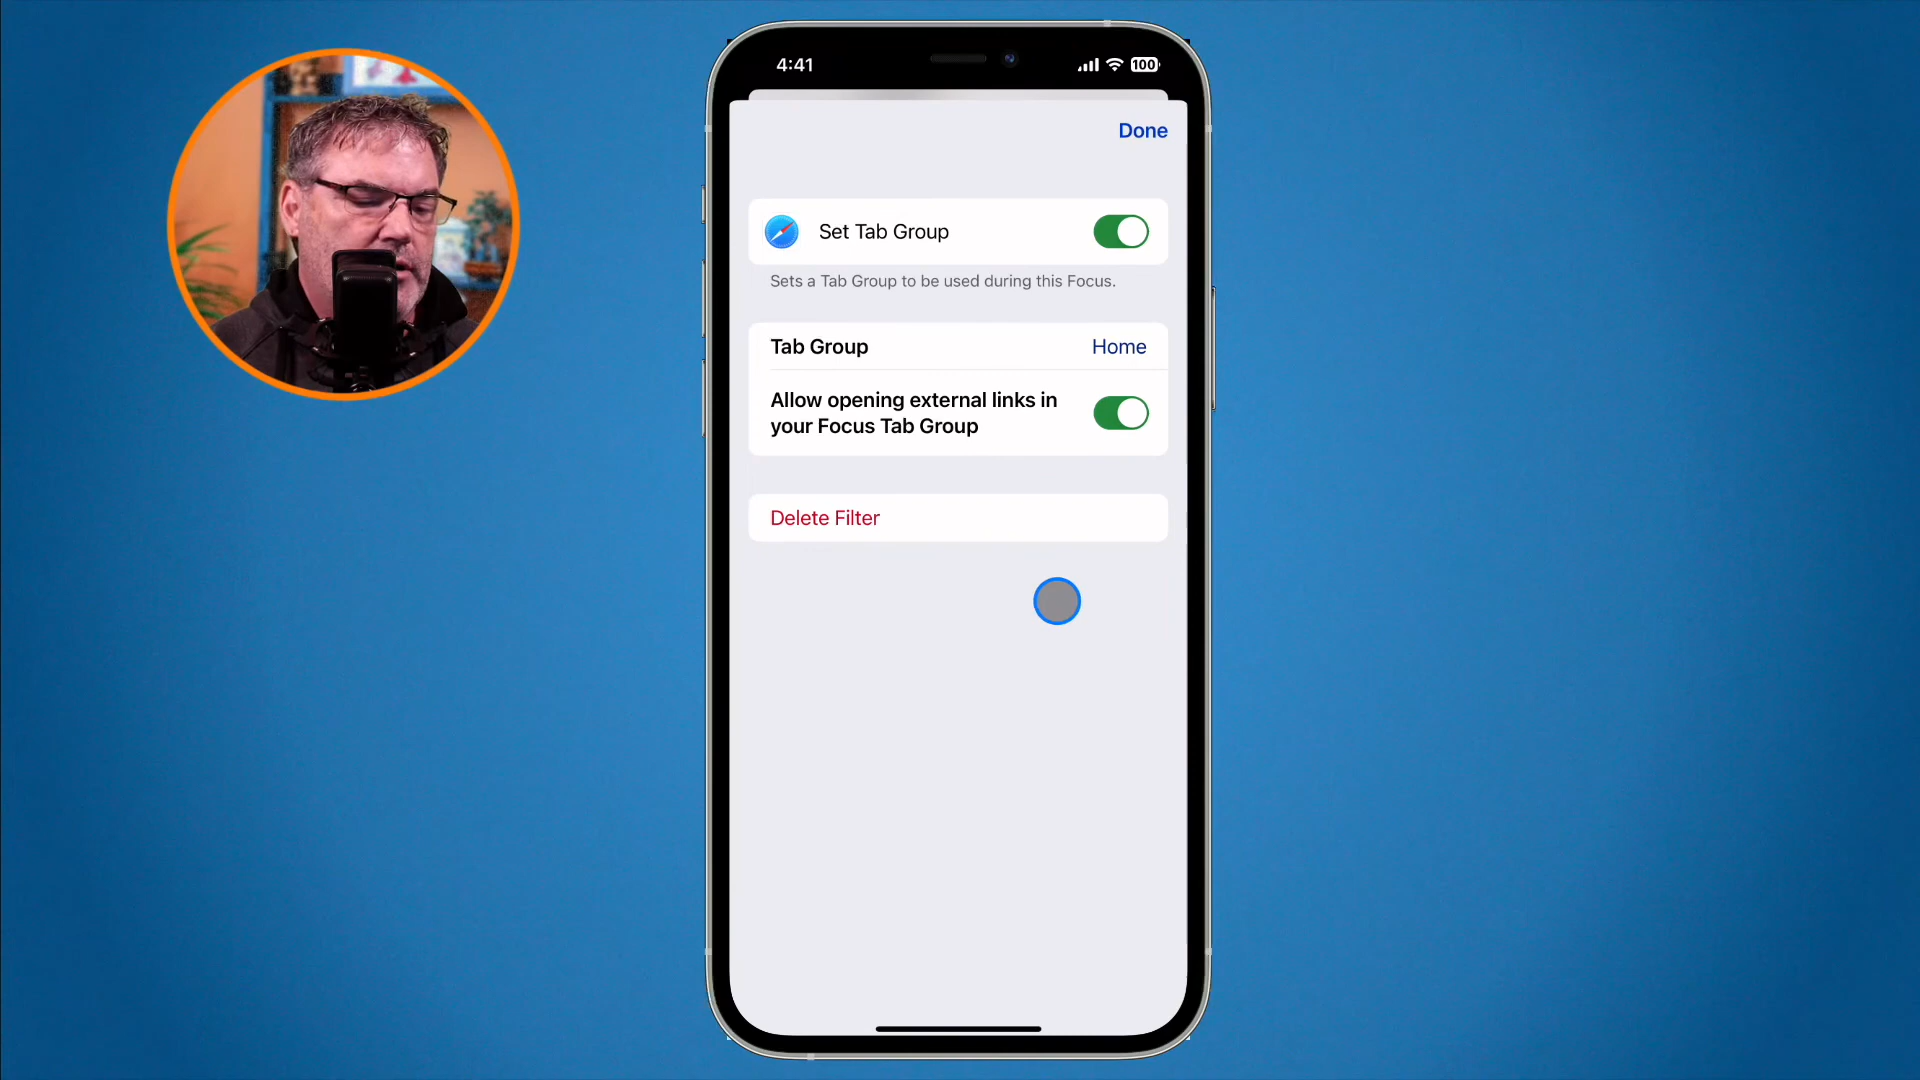 4:41
100
Done
Set Tab Group
Sets a Tab Group to be used during this Focus.
Tab Group
Home
Allow opening external links in
your Focus Tab Group
Delete Filter